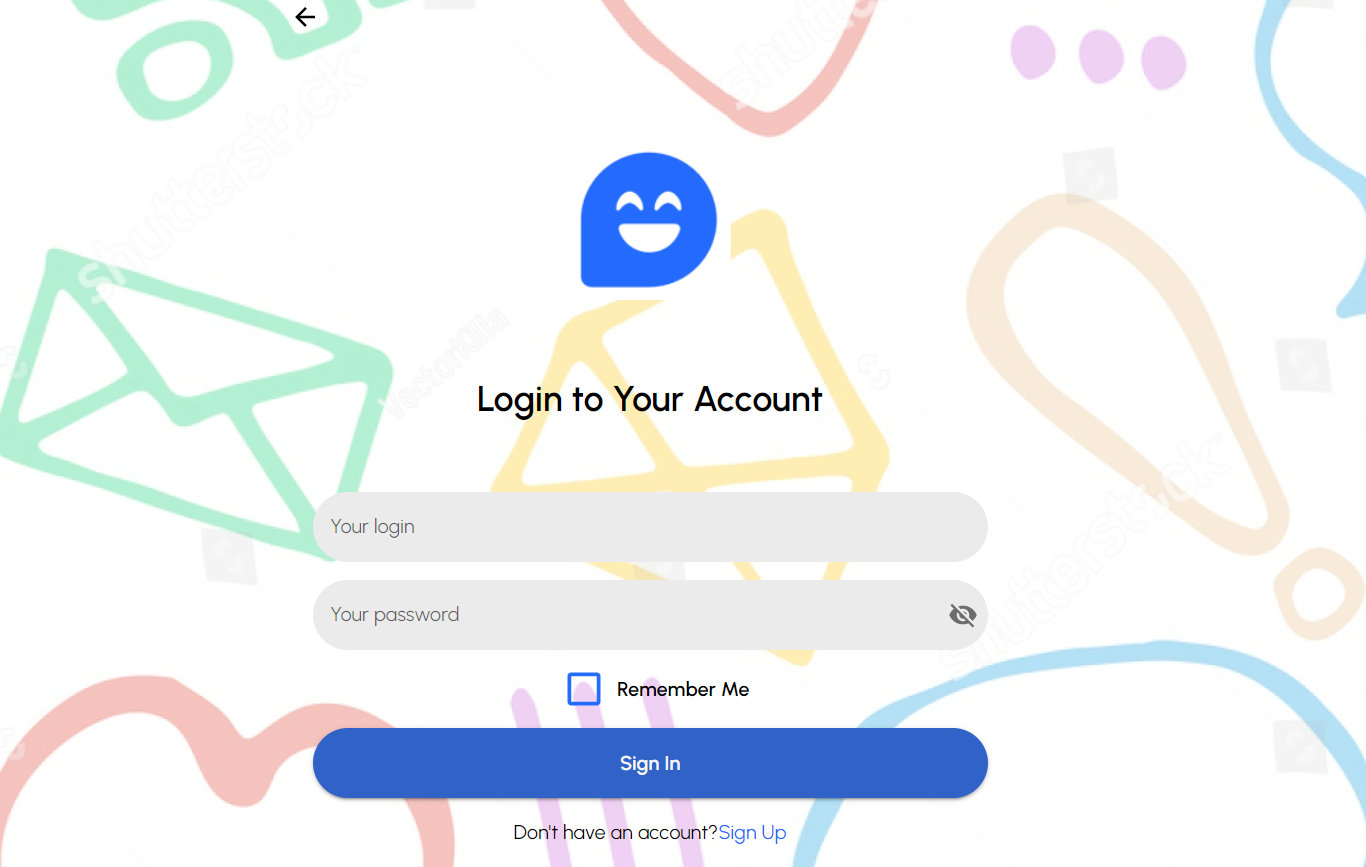 shutterstock
shutterstock
VectorKilla
Login to Your Account
Your login
Your password
shutterstock
Remember Me
Sign In
Don't have an account?Sign Up